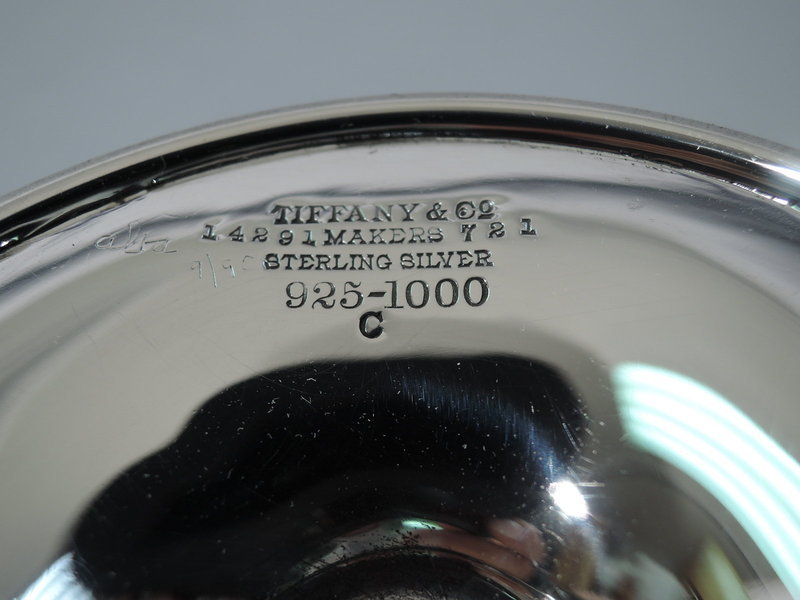 TIFFANY & Co
14291 MAKERS 721
STERLING SILVER
925-1000
C